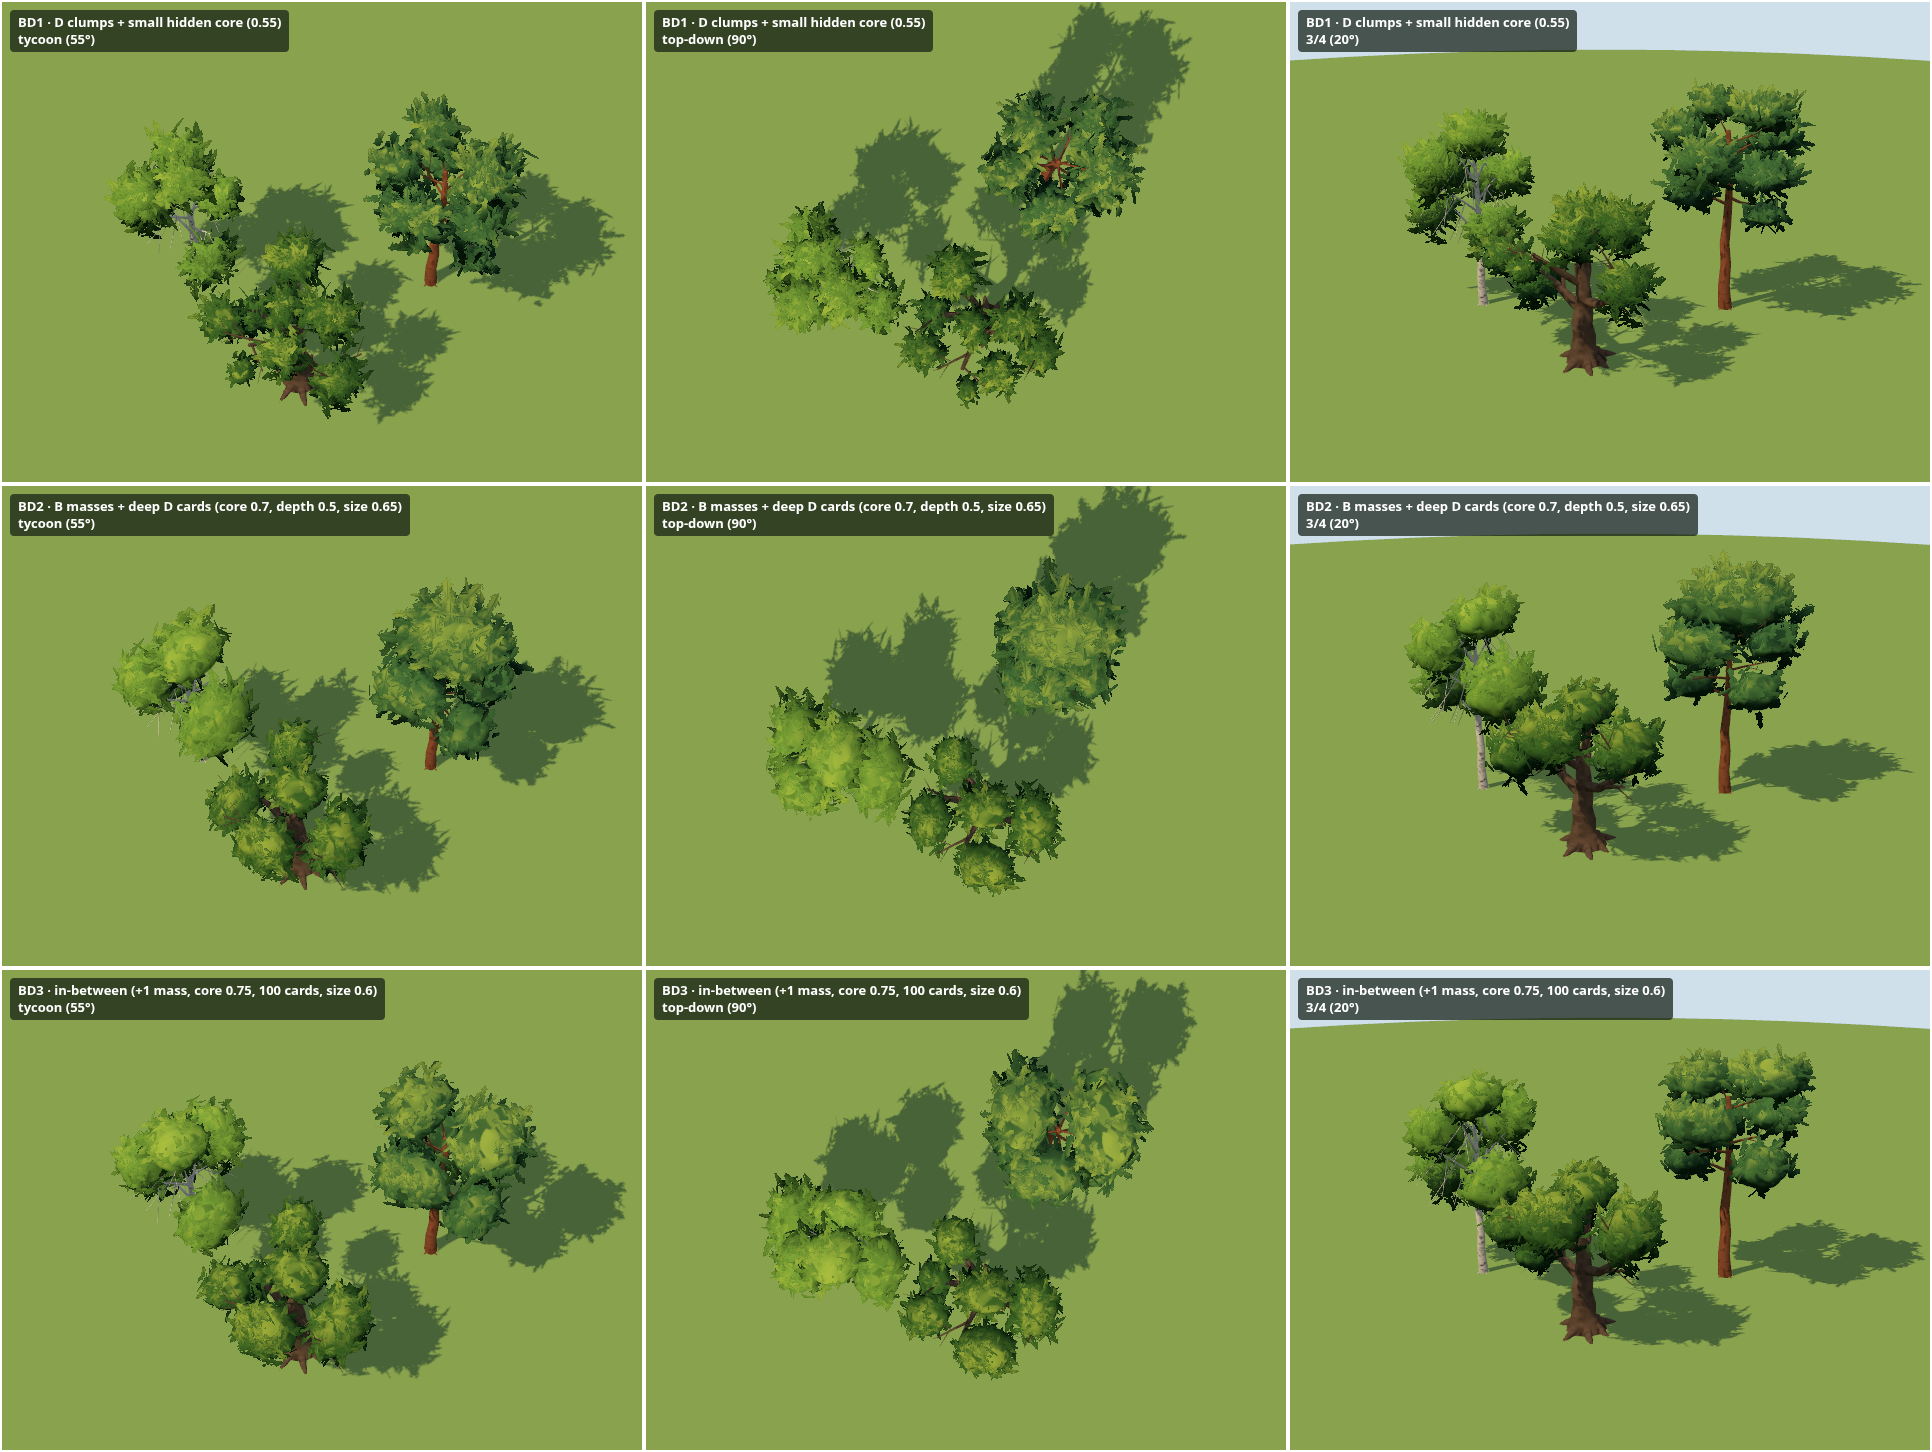 BD1 · D clumps + small hidden core (0.55)
tycoon (55°)
BD1 · D clumps + small hidden core (0.55)
top-down (90°)
BD1 · D clumps + small hidden core (0.55)
3/4 (20°)
BD2 · B masses + deep D cards (core 0.7, depth 0.5, size 0.65)
tycoon (55°)
BD2 · B masses + deep D cards (core 0.7, depth 0.5, size 0.65)
top-down (90°)
BD2 · B masses + deep D cards (core 0.7, depth 0.5, size 0.65)
3/4 (20°)
BD3 · in-between (+1 mass, core 0.75, 100 cards, size 0.6)
tycoon (55°)
BD3 · in-between (+1 mass, core 0.75, 100 cards, size 0.6)
top-down (90°)
BD3 · in-between (+1 mass, core 0.75, 100 cards, size 0.6)
3/4 (20°)